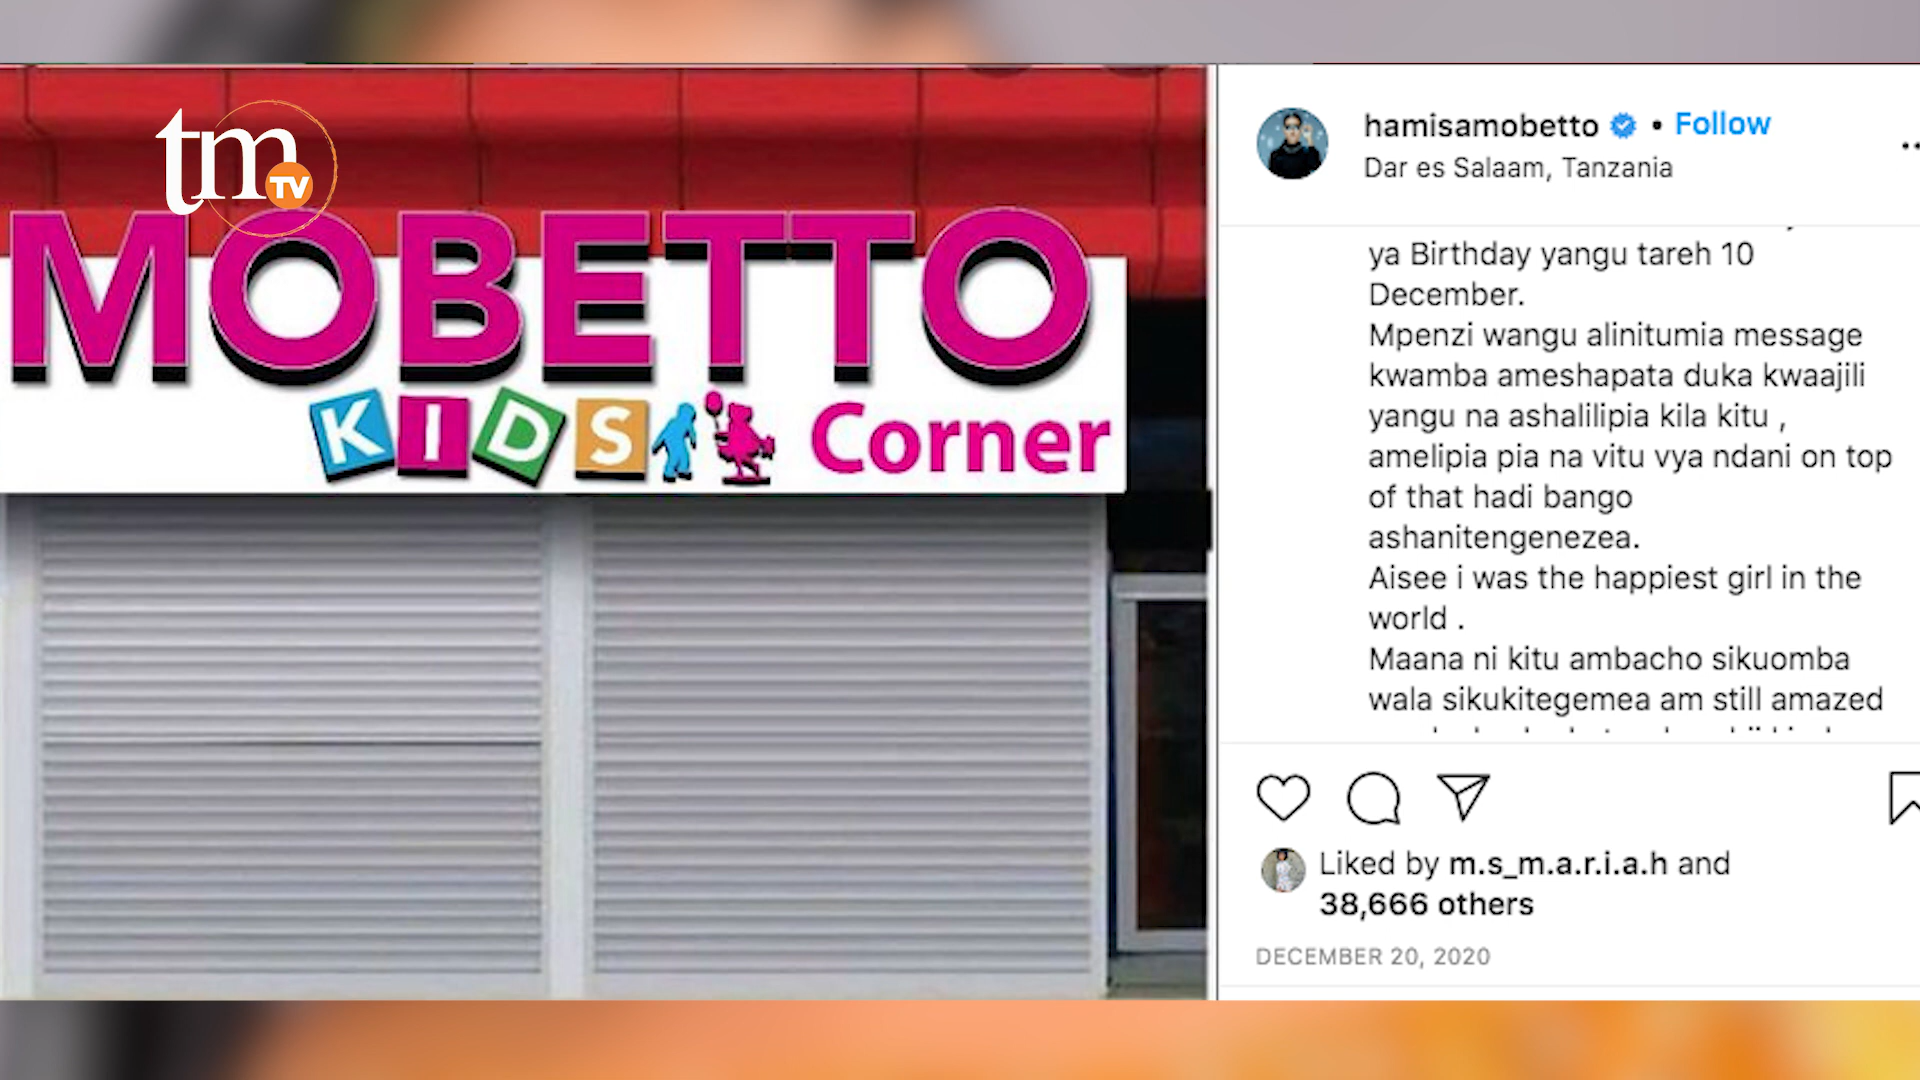 tm
TV
MOBETTO
KIDS Corner
hamisamobetto • Follow
Dar es Salaam, Tanzania
ya Birthday yangu tareh 10
December.
Mpenzi wangu alinitumia message
kwamba ameshapata duka kwaajili
yangu na ashalilipia kila kitu ,
amelipia pia na vitu vya ndani on top
of that hadi bango
ashanitengenezea.
Aisee i was the happiest girl in the
world .
Maana ni kitu ambacho sikuomba
wala sikukitegemea am still amazed
Liked by m.s_m.a.r.i.a.h and
38,666 others
DECEMBER 20, 2020